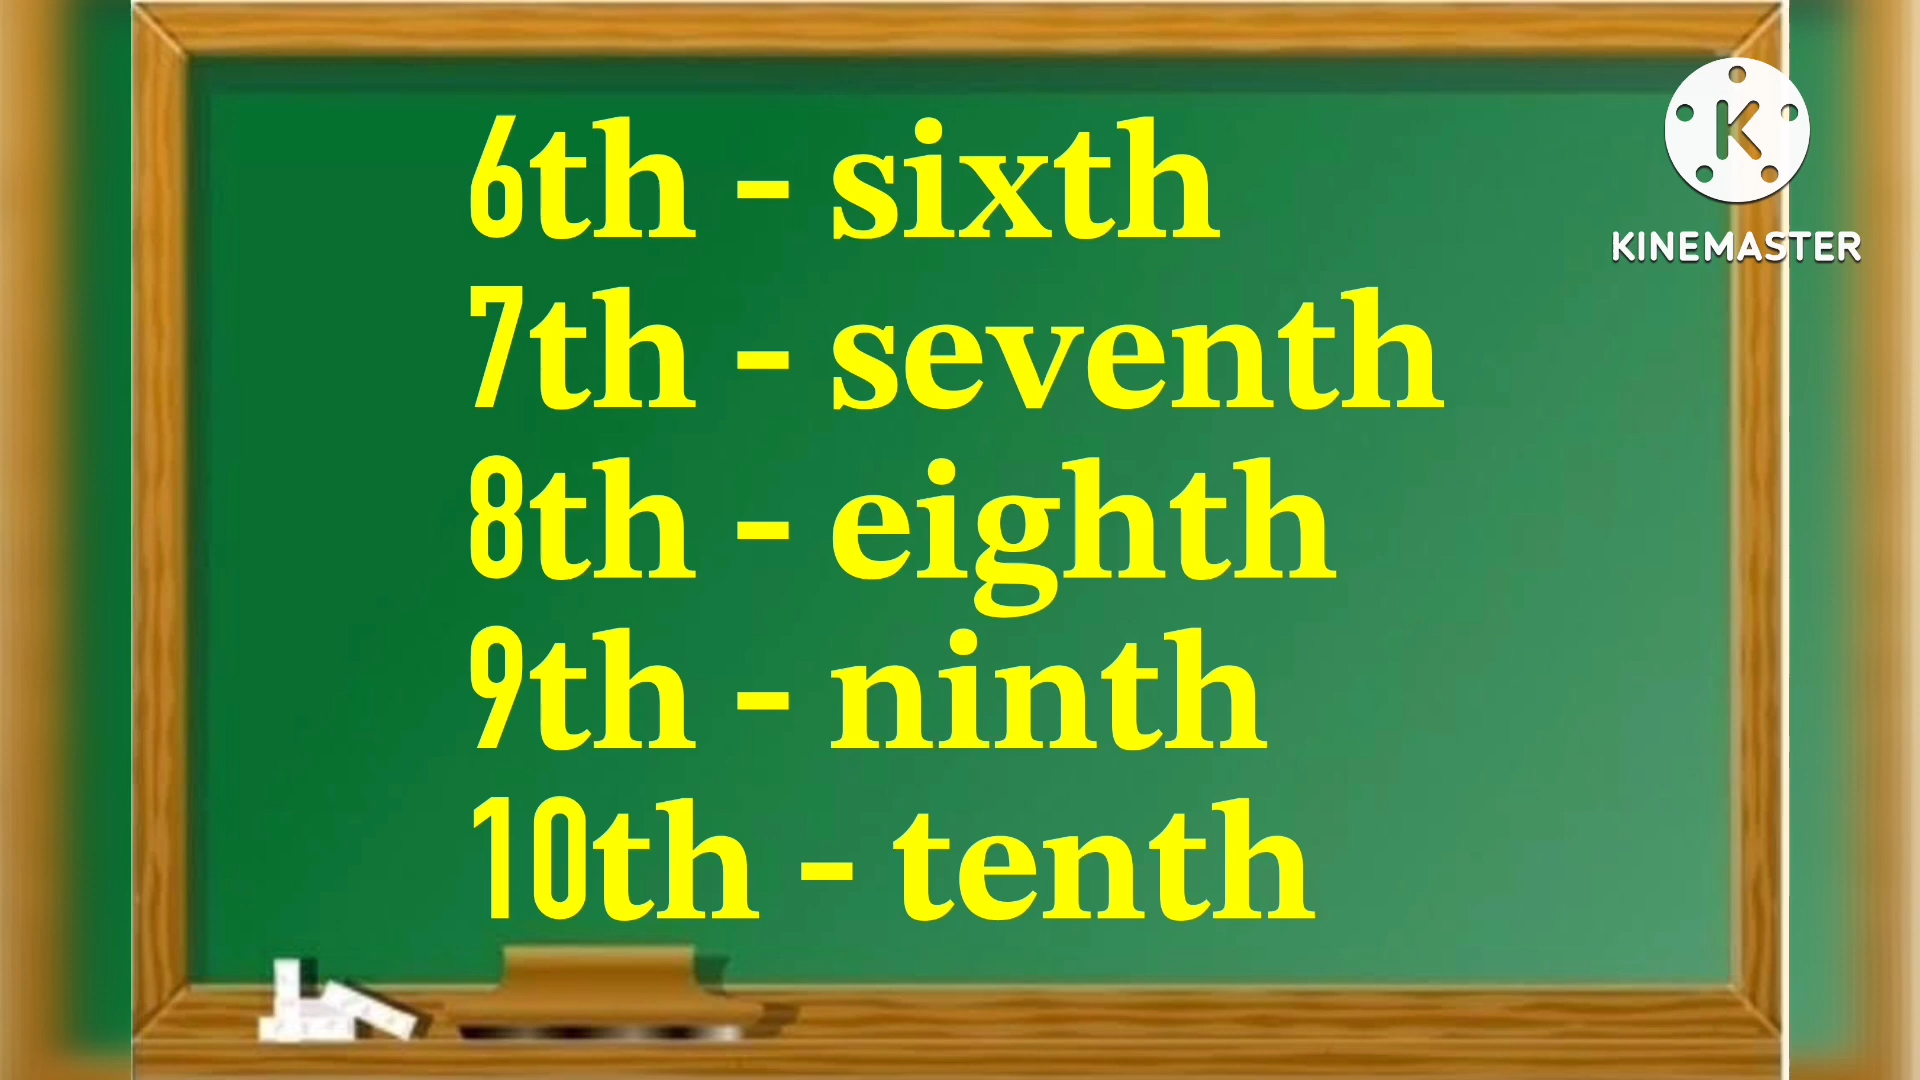 6th - sixth
7th - seventh
8th - eighth
9th - ninth
10th - tenth
K
KINEMASTER